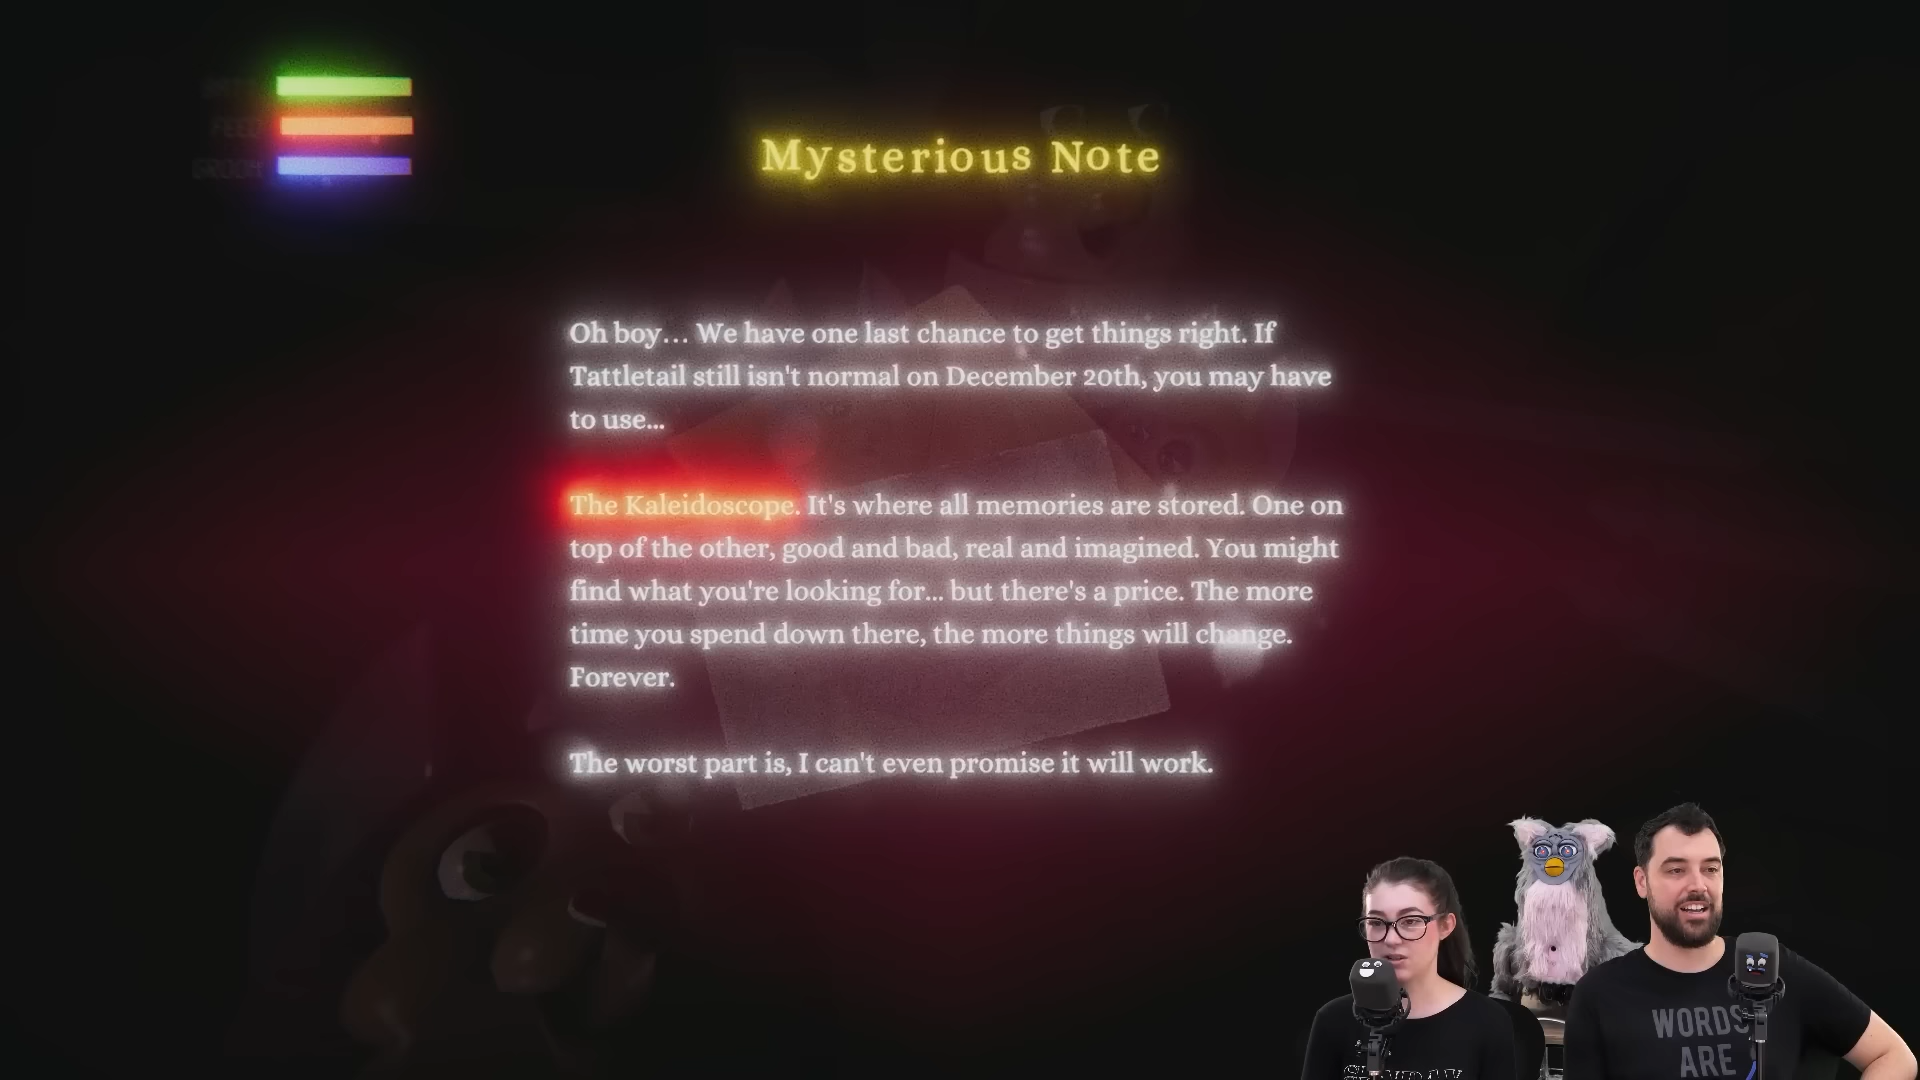 FEED
GROOM
Mysterious Note
Oh boy… We have one last chance to get things right. If
Tattletail still isn't normal on December 20th, you may have
to use...
The Kaleidoscope. It's where all memories are stored. One on
top of the other, good and bad, real and imagined. You might
find what you're looking for... but there's a price. The more
time you spend down there, the more things will change.
Forever.
The worst part is, I can't even promise it will work.
WORDS
ARE